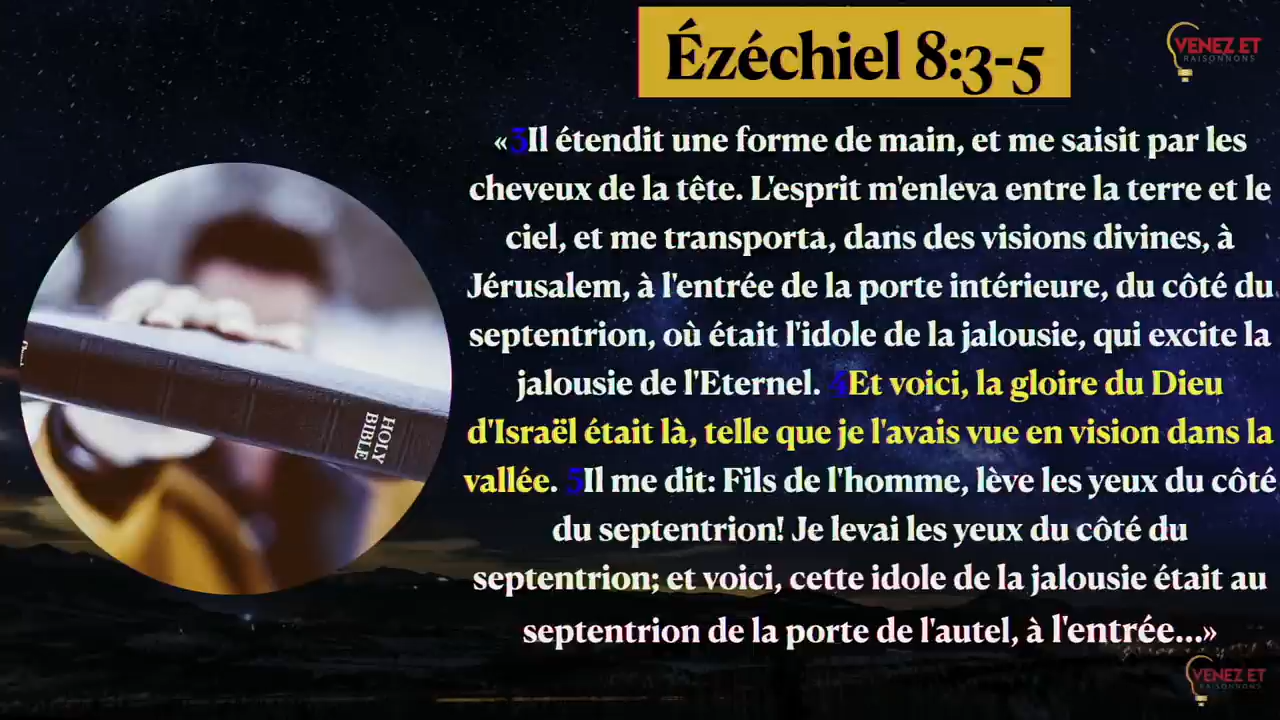 Ézéchiel 8:3-5
VENEZ ET
RAISONNONS
«3Il étendit une forme de main, et me saisit par les
cheveux de la tête. L'esprit m'enleva entre la terre et le
ciel, et me transporta, dans des visions divines, à
Jérusalem, à l'entrée de la porte intérieure, du côté du
septentrion, où était l'idole de la jalousie, qui excite la
jalousie de l'Eternel. 4Et voici, la gloire du Dieu
d'Israël était là, telle que je l'avais vue en vision dans la
vallée. 5Il me dit: Fils de l'homme, lève les yeux du côté
du septentrion! Je levai les yeux du côté du
septentrion; et voici, cette idole de la jalousie était au
septentrion de la porte de l'autel, à l'entrée...»
HOLY
BIBLE
VENEZ ET
RAISONNONS